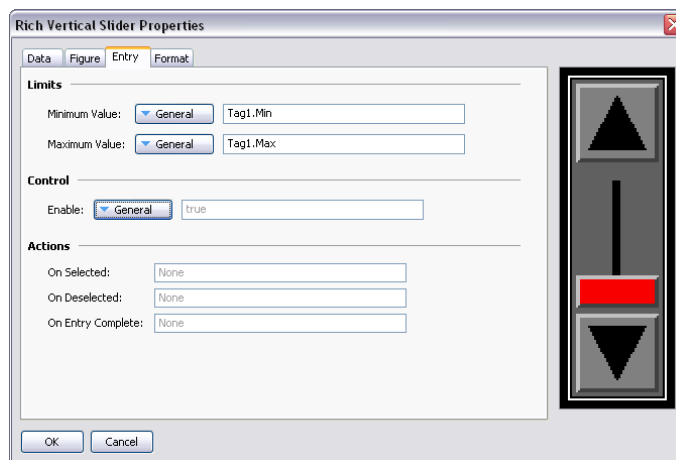 Rich Vertical Slider Properties
Data Figure Entry Format
Limits
Minimum Value: General Tag1.Min
Maximum Value: General Tag1.Max
Control
Enable: General true
Actions
On Selected: None
On Deselected: None
On Entry Complete: None
OK Cancel